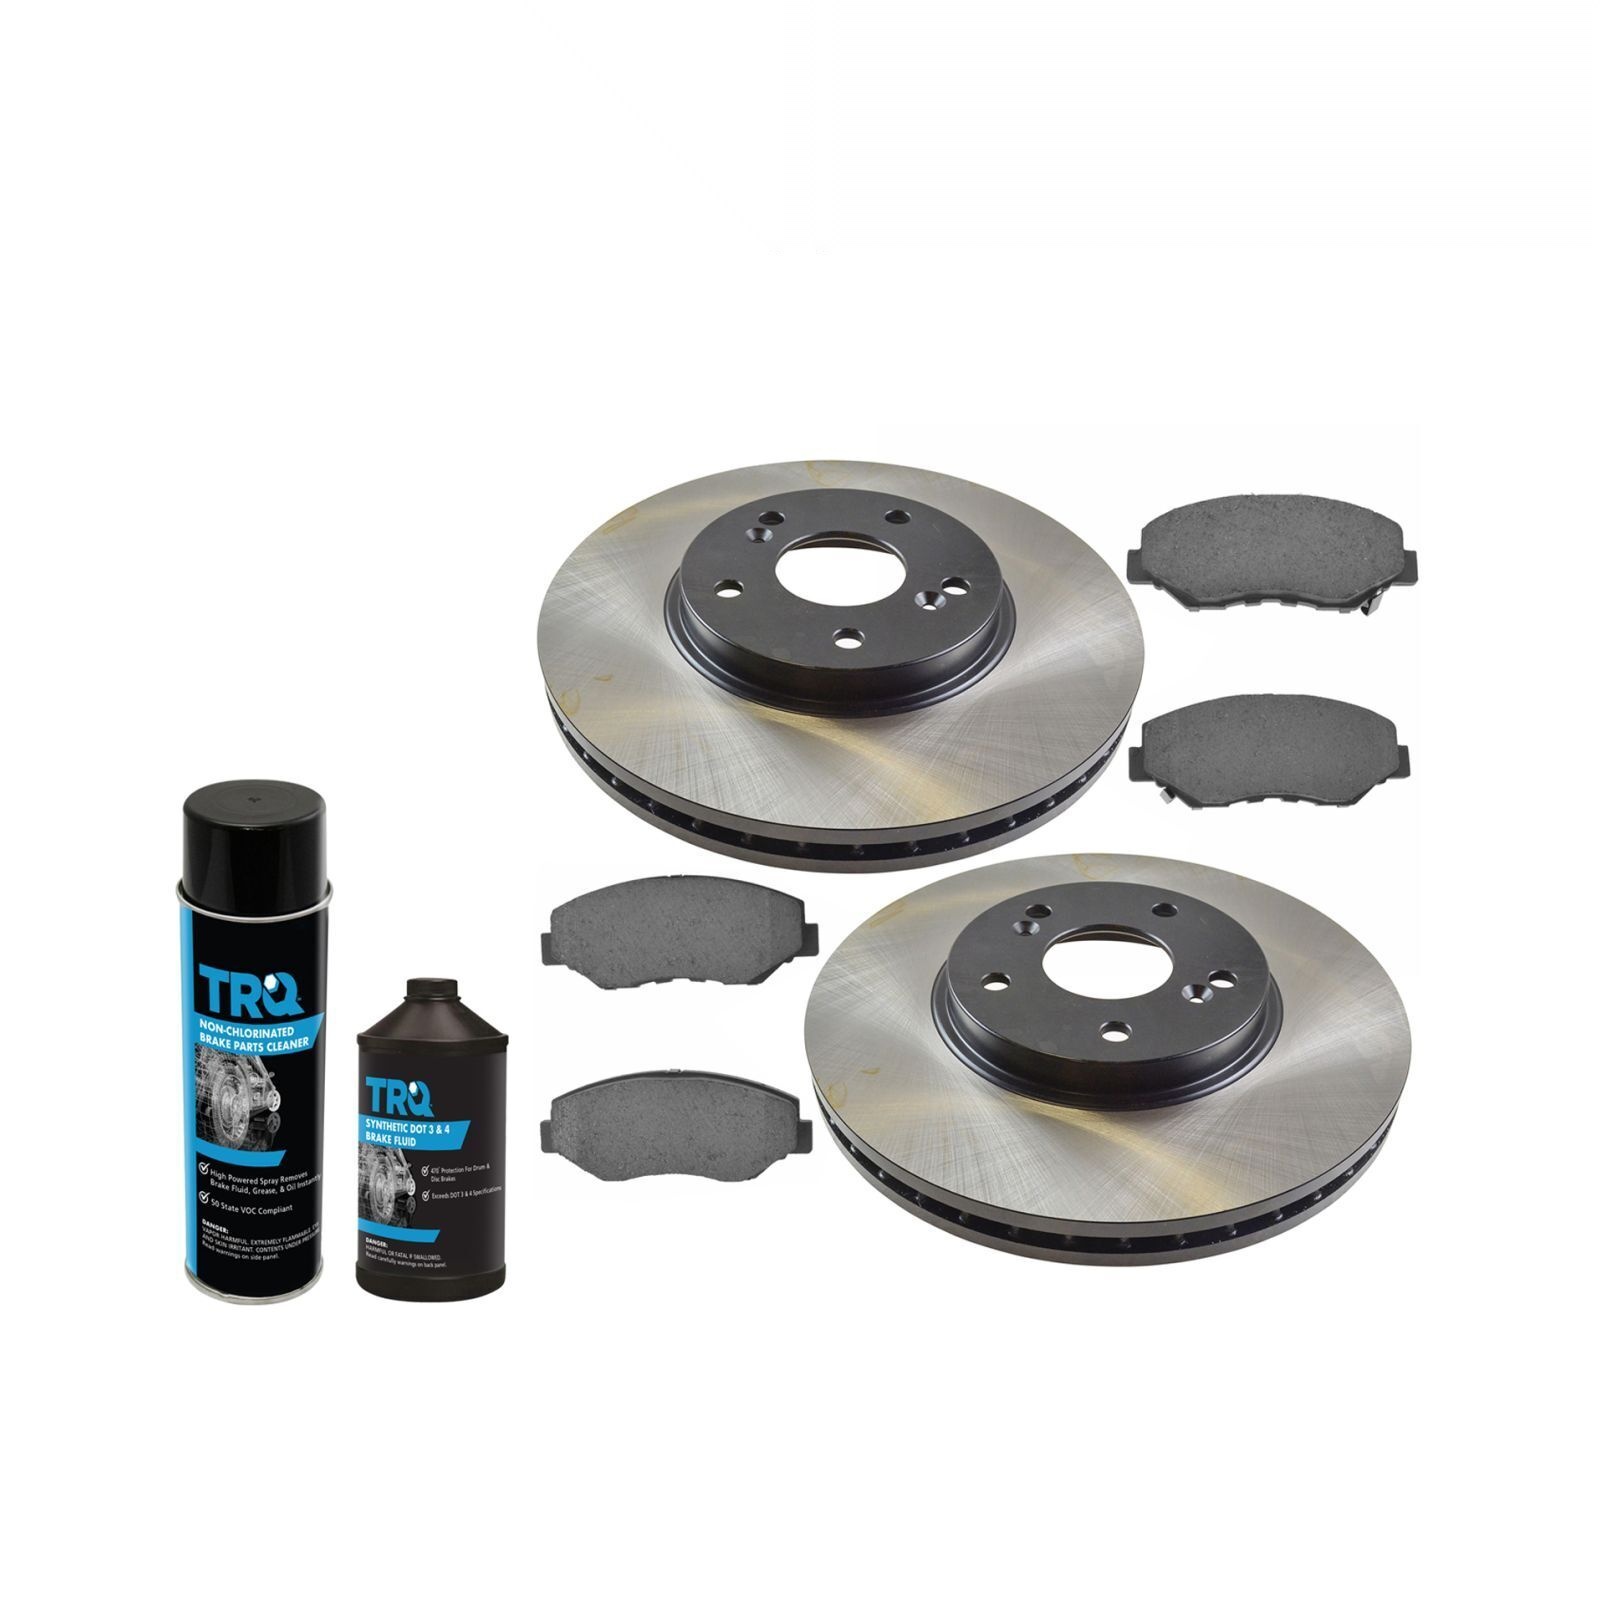 TRQ
NON-CHLORINATED
BRAKE PARTS CLEANER
High Powered Spray Removes
Brake Fluid, Grease, & Oil Instantly
50 State VOC Compliant
DANGER:
VAPOR HARMFUL. EXTREMELY FLAMMABLE. EYE
AND SKIN IRRITANT. CONTENTS UNDER PRESSURE.
Read warnings on side panel.
TRQ
SYNTHETIC DOT 3 & 4
BRAKE FLUID
470° Protection For Drum &
Disc Brakes
Exceeds DOT 3 & 4 Specifications
DANGER:
HARMFUL OR FATAL IF SWALLOWED.
Read carefully warnings on back panel.